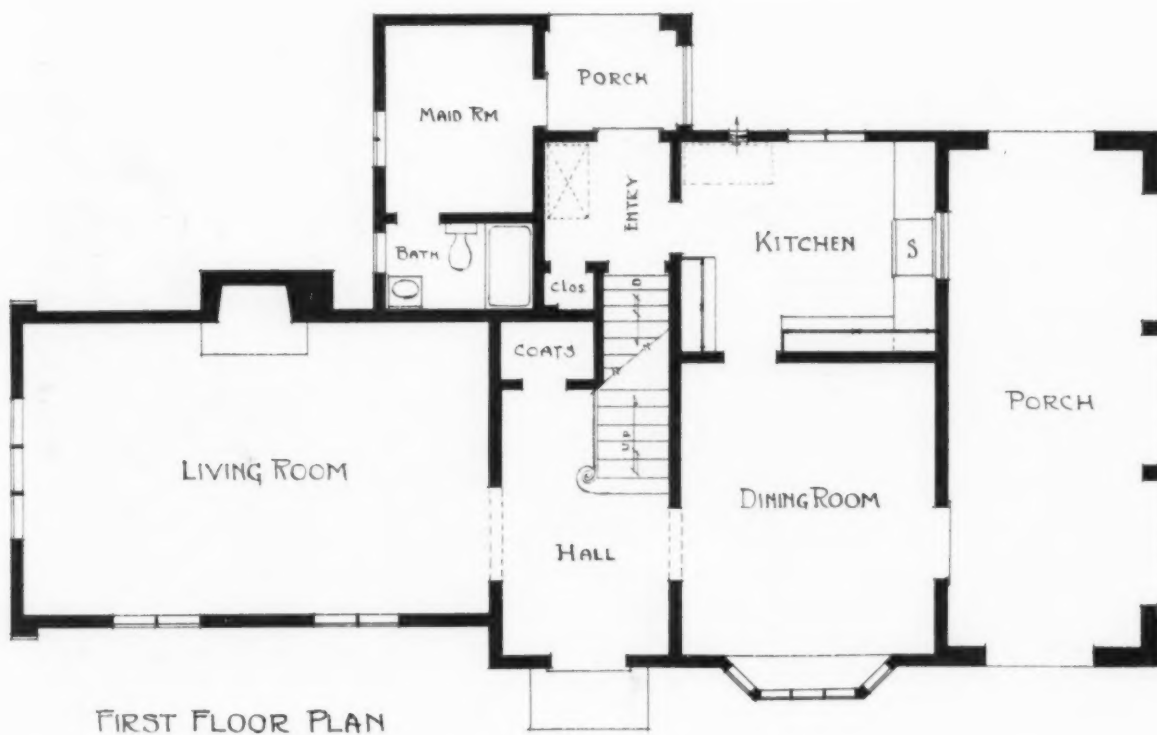 PORCH
MAID RM
ENTRY
KITCHEN
S
BATH
CLOS.
D
COATS
UP
PORCH
LIVING ROOM
DINING ROOM
HALL
FIRST FLOOR PLAN